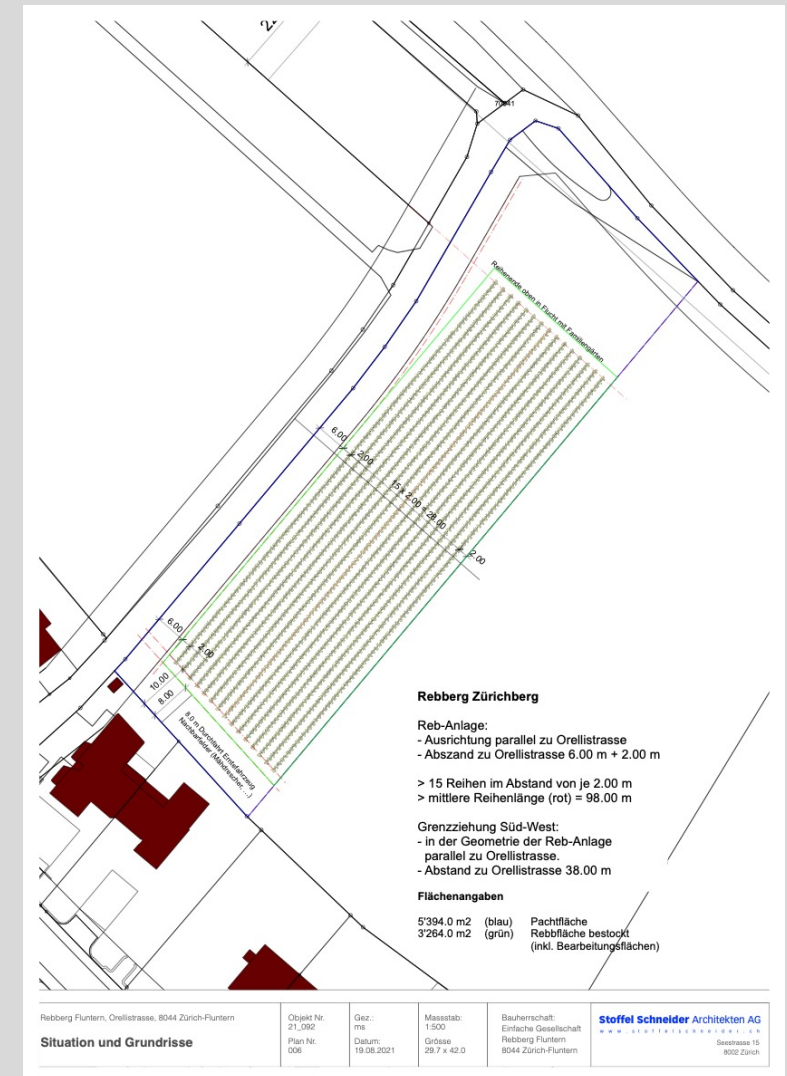 70041
Reihenende oben in Flucht mit Familiengärten
6.00
2.00
15 x 2.00 = 28.00
2.00
6.00
2.00
10.00
8.00
8.0 m Durchfahrt Erntefahrzeug
Nachbarfelder (Mähdrescher, ...)
Rebberg Zürichberg
Reb-Anlage:
- Ausrichtung parallel zu Orellistrasse
- Abszand zu Orellistrasse 6.00 m + 2.00 m
> 15 Reihen im Abstand von je 2.00 m
> mittlere Reihenlänge (rot) = 98.00 m
Grenzziehung Süd-West:
- in der Geometrie der Reb-Anlage
parallel zu Orellistrasse.
- Abstand zu Orellistrasse 38.00 m
Flächenangaben
5'394.0 m2 (blau) Pachtfläche
3'264.0 m2 (grün) Rebbfläche bestockt
(inkl. Bearbeitungsflächen)
Rebberg Fluntern, Orellistrasse, 8044 Zürich-Fluntern
Situation und Grundrisse
Objekt Nr.
21_092
Plan Nr.
006
Gez.:
ms
Datum:
19.08.2021
Massstab:
1:500
Grösse
29.7 x 42.0
Bauherrschaft:
Einfache Gesellschaft
Rebberg Fluntern
8044 Zürich-Fluntern
Stoffel Schneider Architekten AG
www.stoffelschneider.ch
Seestrasse 15
8002 Zürich